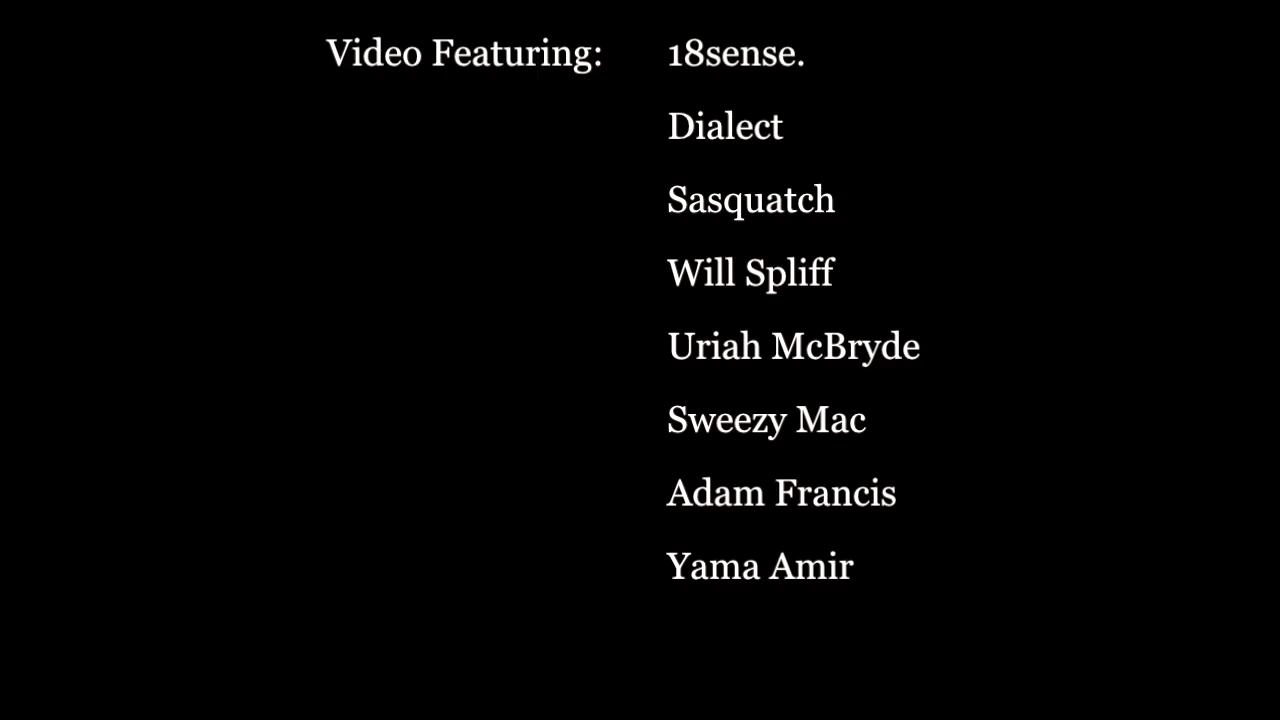 Video Featuring: 18sense.
Dialect
Sasquatch
Will Spliff
Uriah McBryde
Sweezy Mac
Adam Francis
Yama Amir